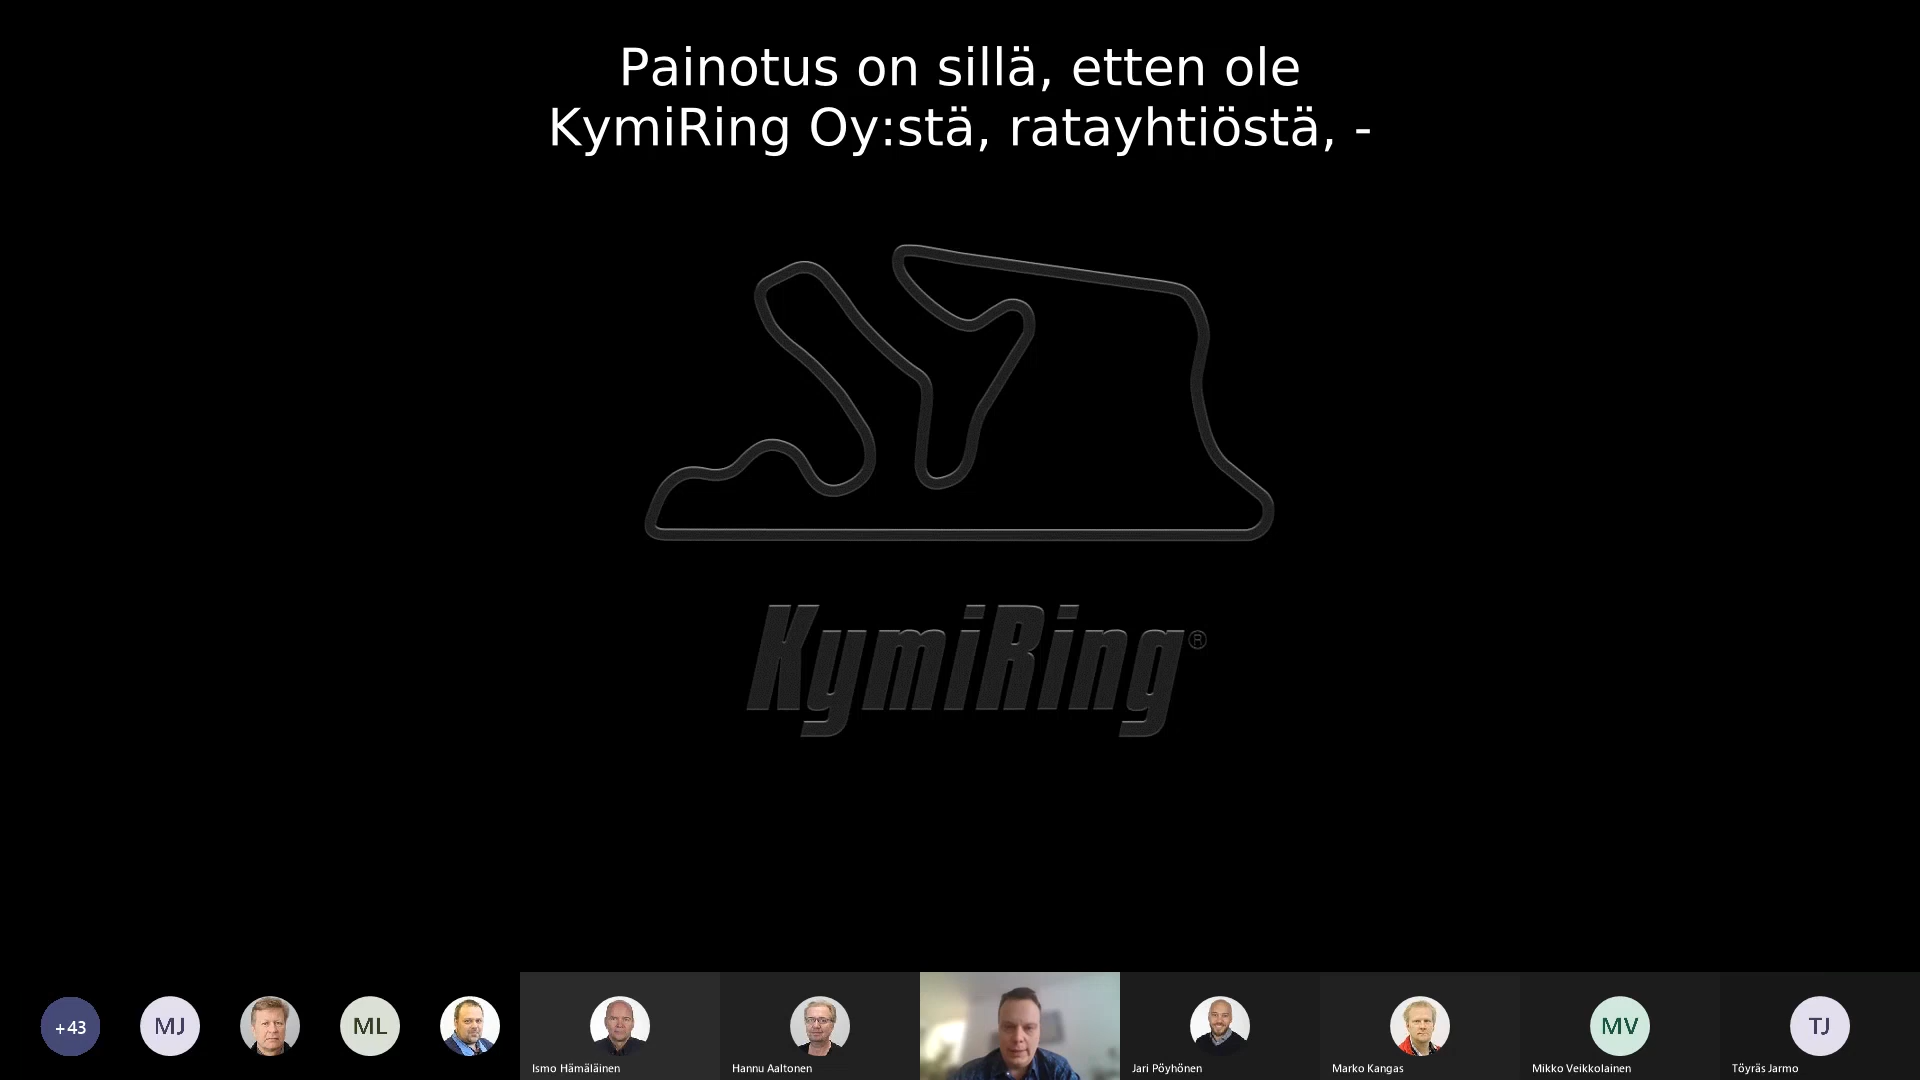 Painotus on sillä, etten ole
KymiRing Oy:stä, ratayhtiöstä, -
KymiRing®
+43
MJ
ML
MV
TJ
Ismo Hämäläinen
Hannu Aaltonen
Jari Pöyhönen
Marko Kangas
Mikko Veikkolainen
Töyräs Jarmo